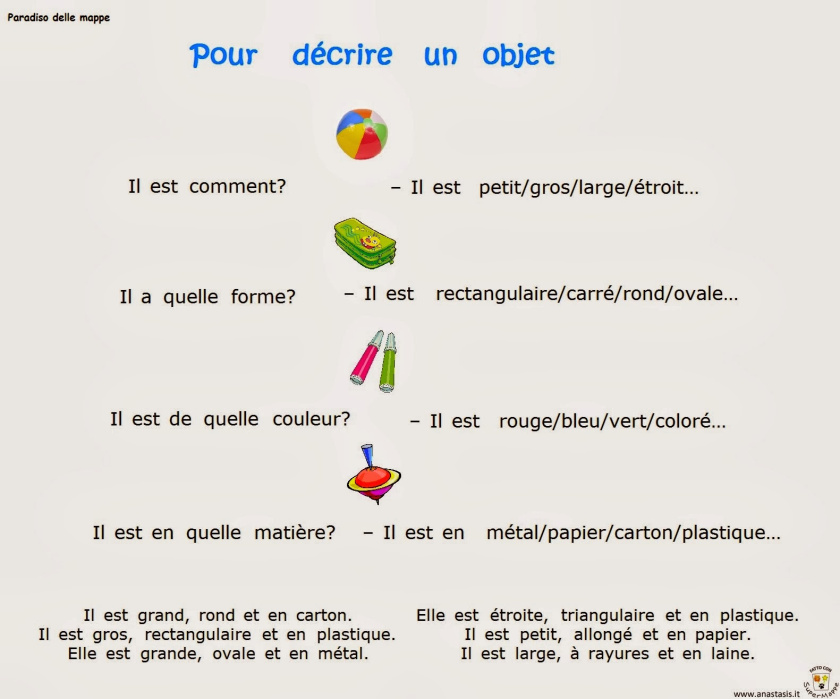 Paradiso delle mappe
Pour décrire un objet
Il est comment? – Il est petit/gros/large/étroit...
Il a quelle forme? – Il est rectangulaire/carré/rond/ovale...
Il est de quelle couleur? – Il est rouge/bleu/vert/coloré...
Il est en quelle matière? – Il est en métal/papier/carton/plastique...
Il est grand, rond et en carton.
Il est gros, rectangulaire et en plastique.
Elle est grande, ovale et en métal.
Elle est étroite, triangulaire et en plastique.
Il est petit, allongé et en papier.
Il est large, à rayures et en laine.
www.anastasis.it
FATTO CON
SuperMappe